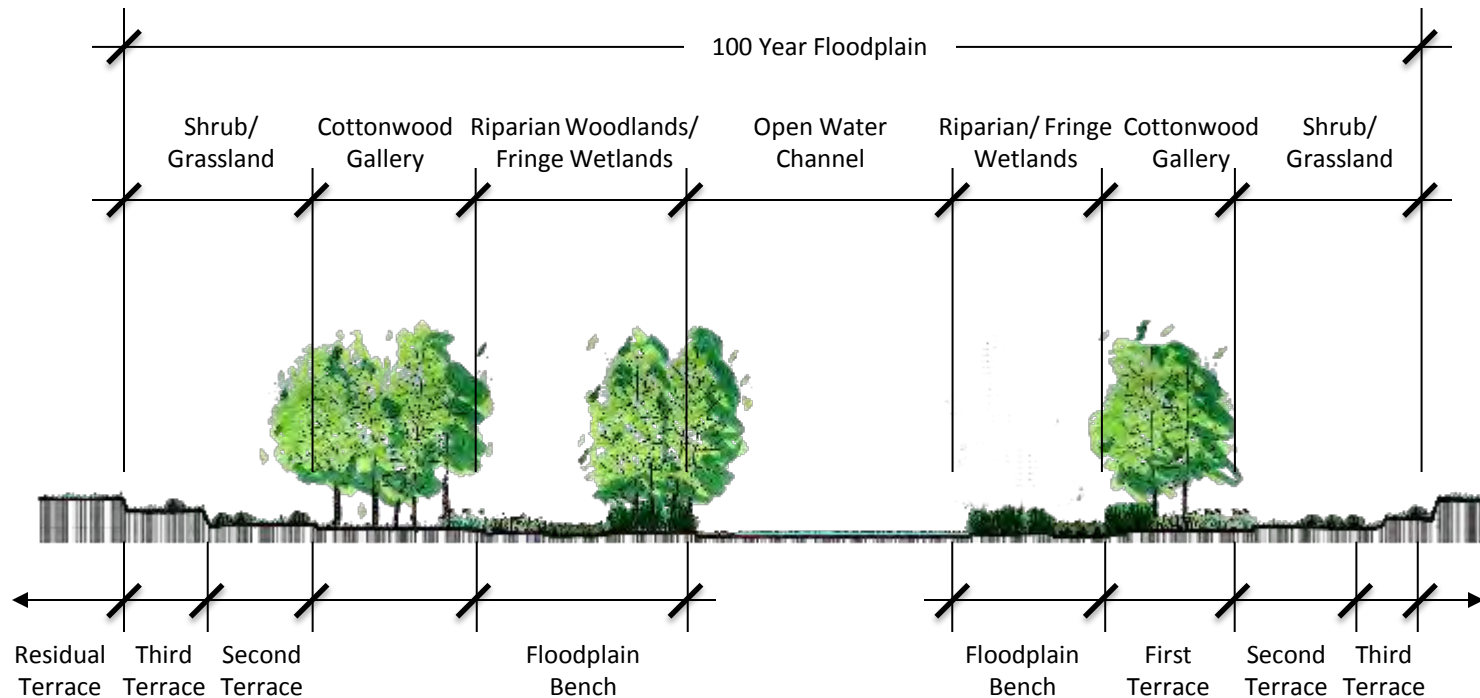 100 Year Floodplain
Shrub/
Grassland
Cottonwood
Gallery
Riparian Woodlands/
Fringe Wetlands
Open Water
Channel
Riparian/ Fringe
Wetlands
Cottonwood
Gallery
Shrub/
Grassland
Residual
Terrace
Third
Terrace
Second
Terrace
Floodplain
Bench
Floodplain
Bench
First
Terrace
Second
Terrace
Third
Terrace